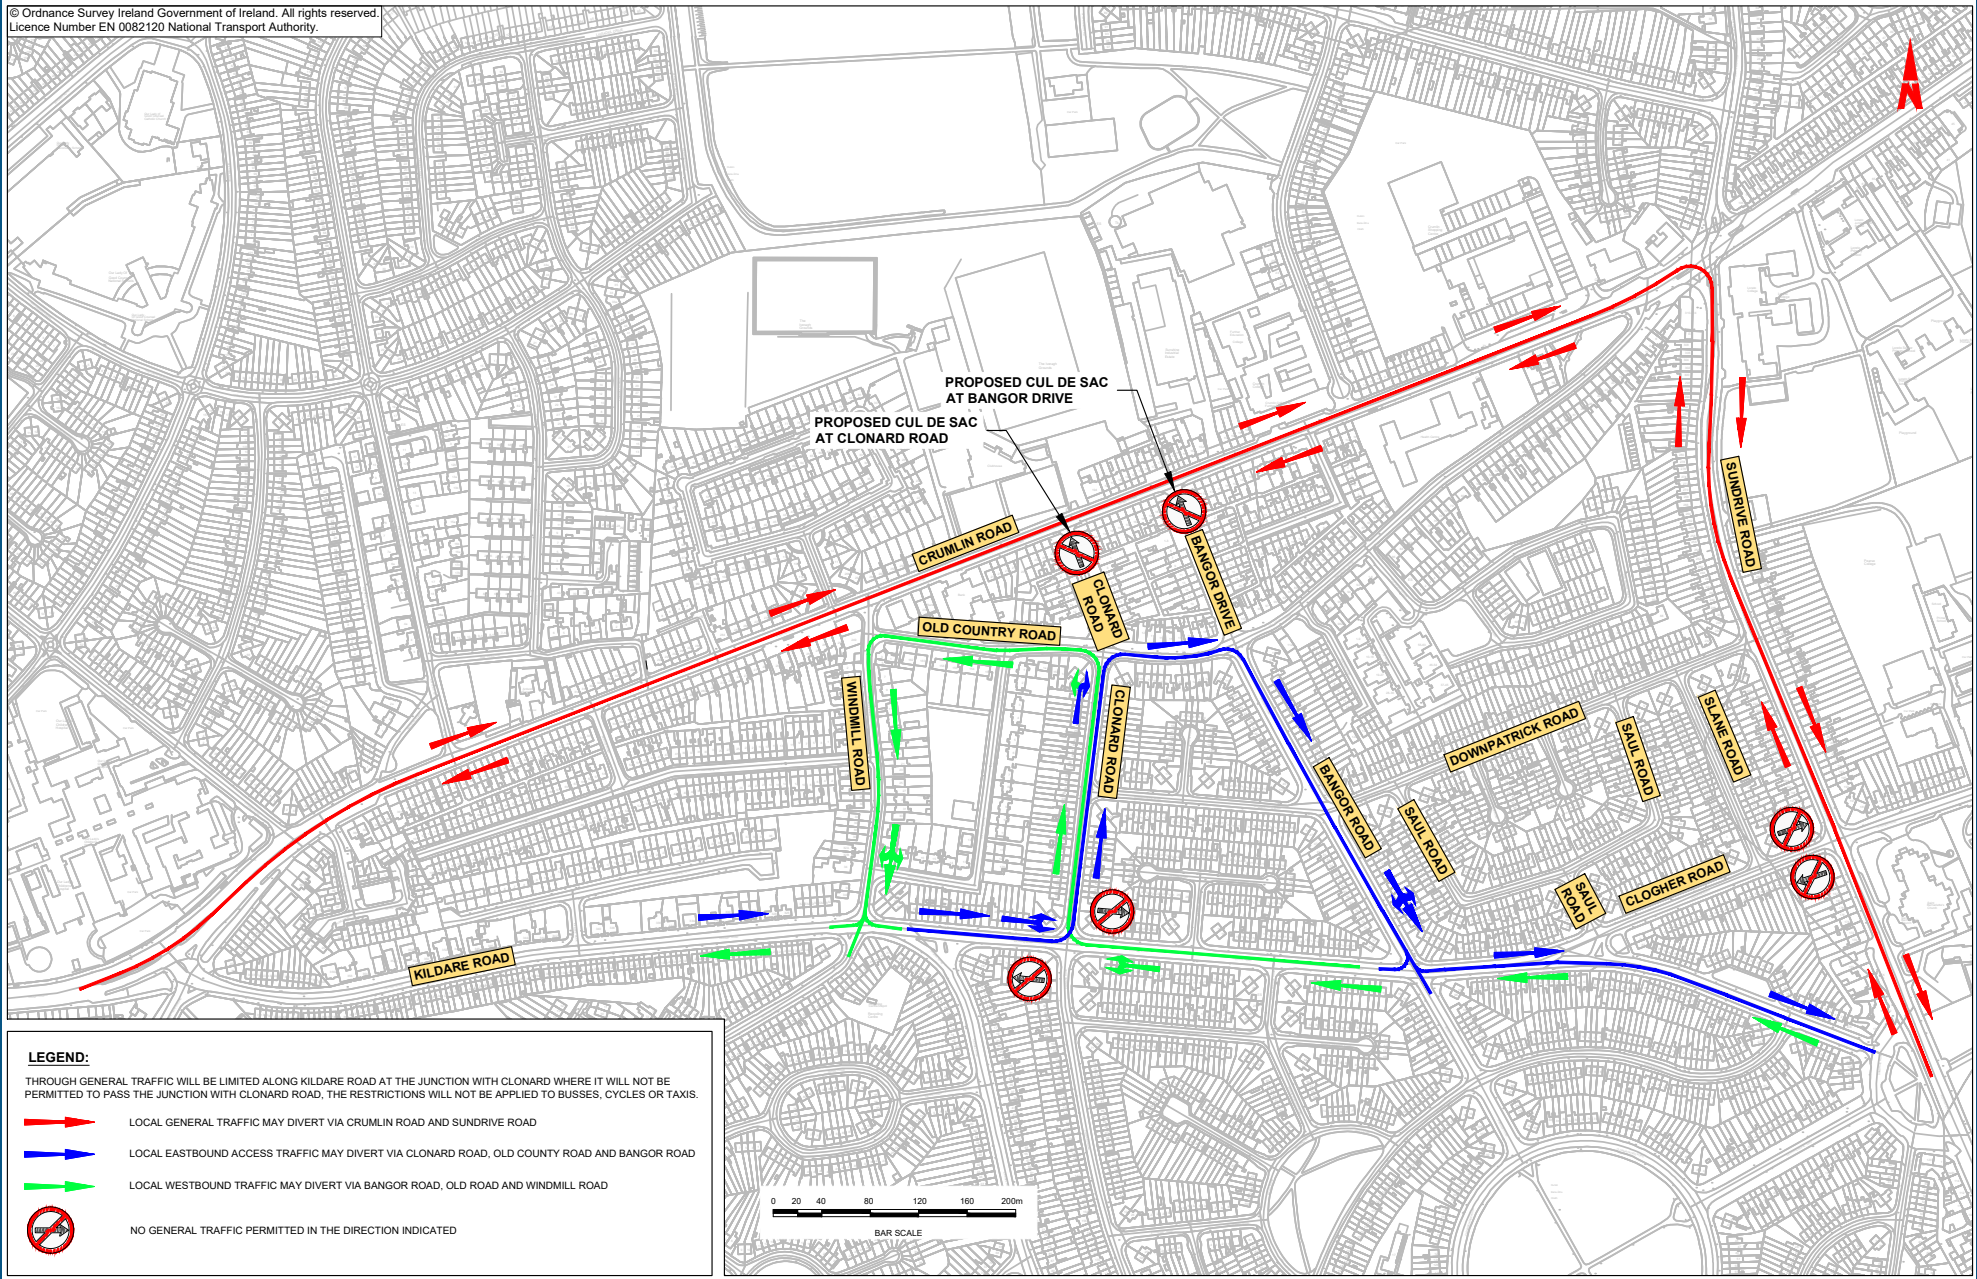 © Ordnance Survey Ireland Government of Ireland. All rights reserved.
Licence Number EN 0082120 National Transport Authority.
N
PROPOSED CUL DE SAC
AT BANGOR DRIVE
PROPOSED CUL DE SAC
AT CLONARD ROAD
CRUMLIN ROAD
SUNDRIVE ROAD
BANGOR DRIVE
CLONARD
ROAD
OLD COUNTRY ROAD
WINDMILL ROAD
CLONARD ROAD
BANGOR ROAD
DOWNPATRICK ROAD
SAUL ROAD
SLANE ROAD
SAUL ROAD
SAUL
ROAD
CLOGHER ROAD
KILDARE ROAD
LEGEND:
THROUGH GENERAL TRAFFIC WILL BE LIMITED ALONG KILDARE ROAD AT THE JUNCTION WITH CLONARD WHERE IT WILL NOT BE
PERMITTED TO PASS THE JUNCTION WITH CLONARD ROAD, THE RESTRICTIONS WILL NOT BE APPLIED TO BUSSES, CYCLES OR TAXIS.
LOCAL GENERAL TRAFFIC MAY DIVERT VIA CRUMLIN ROAD AND SUNDRIVE ROAD
LOCAL EASTBOUND ACCESS TRAFFIC MAY DIVERT VIA CLONARD ROAD, OLD COUNTY ROAD AND BANGOR ROAD
LOCAL WESTBOUND TRAFFIC MAY DIVERT VIA BANGOR ROAD, OLD ROAD AND WINDMILL ROAD
NO GENERAL TRAFFIC PERMITTED IN THE DIRECTION INDICATED
0 20 40 80 120 160 200m
BAR SCALE